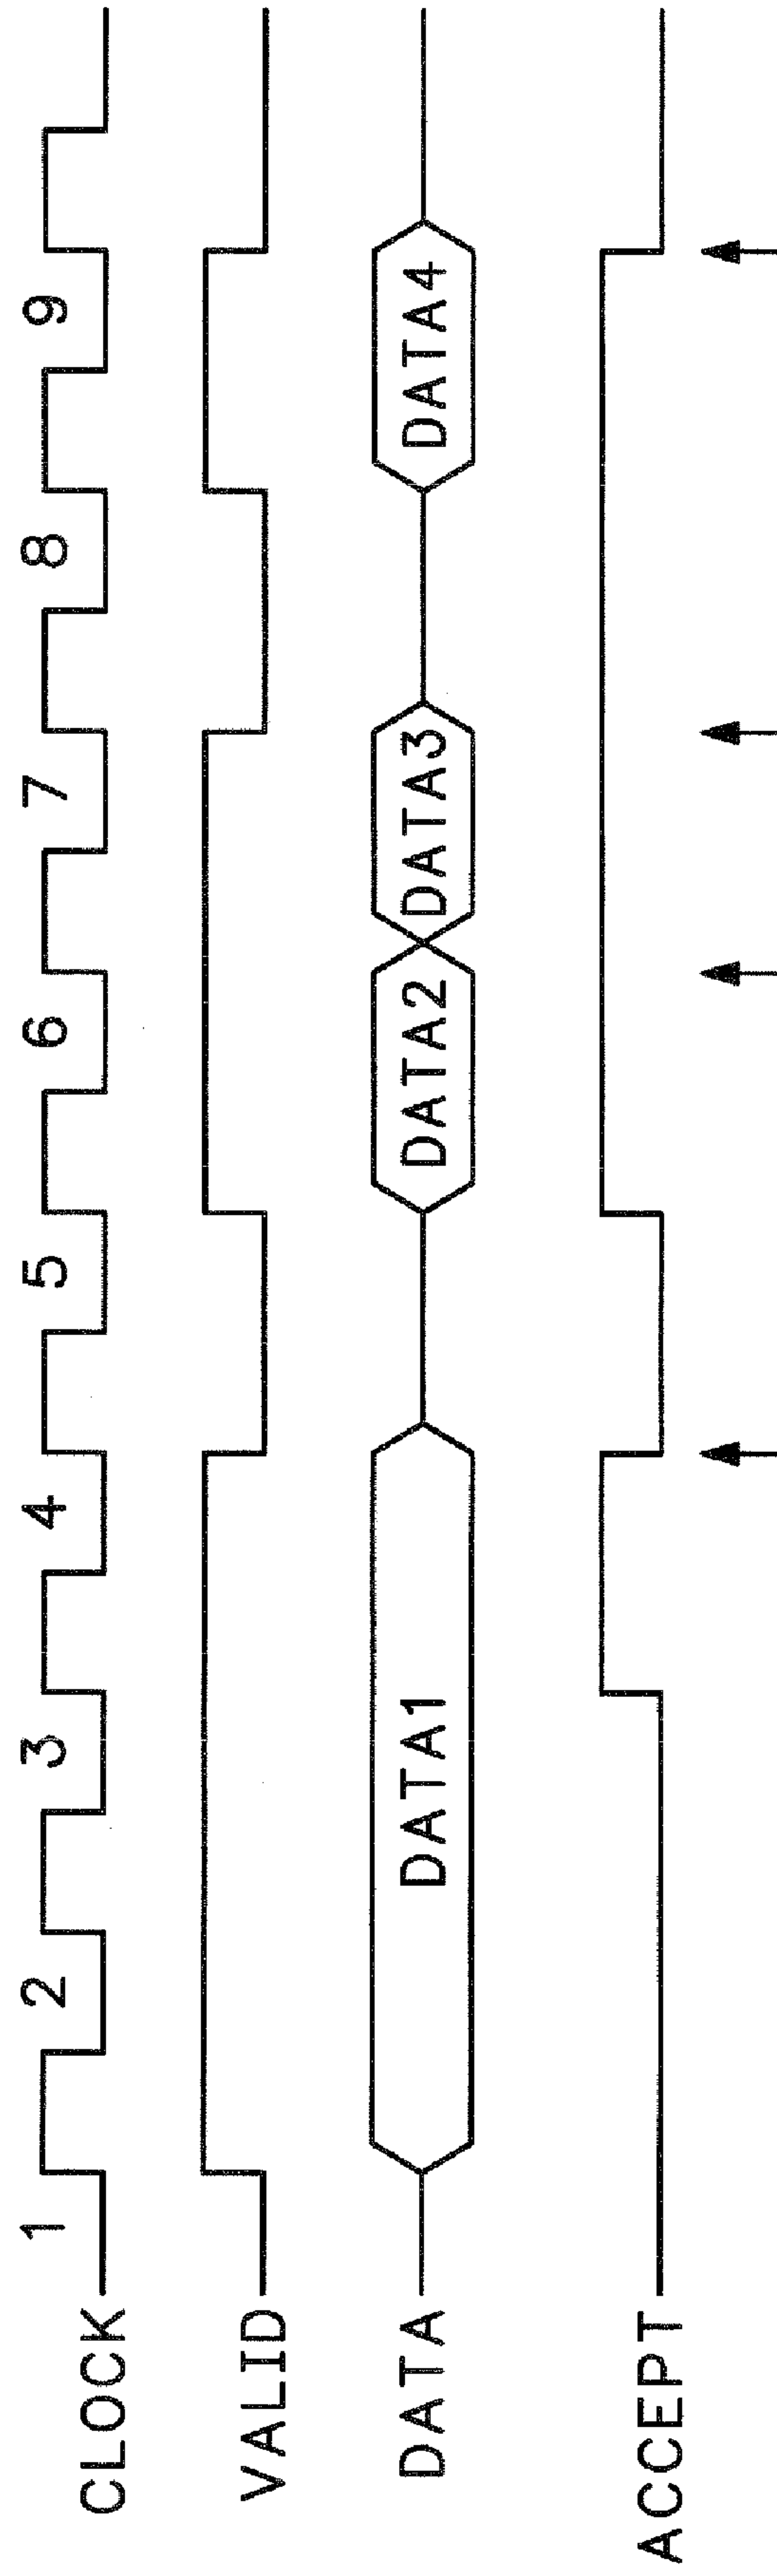 1 2 3 4 5 6 7 8 9
CLOCK
VALID
DATA DATA1 DATA2 DATA3 DATA4
ACCEPT